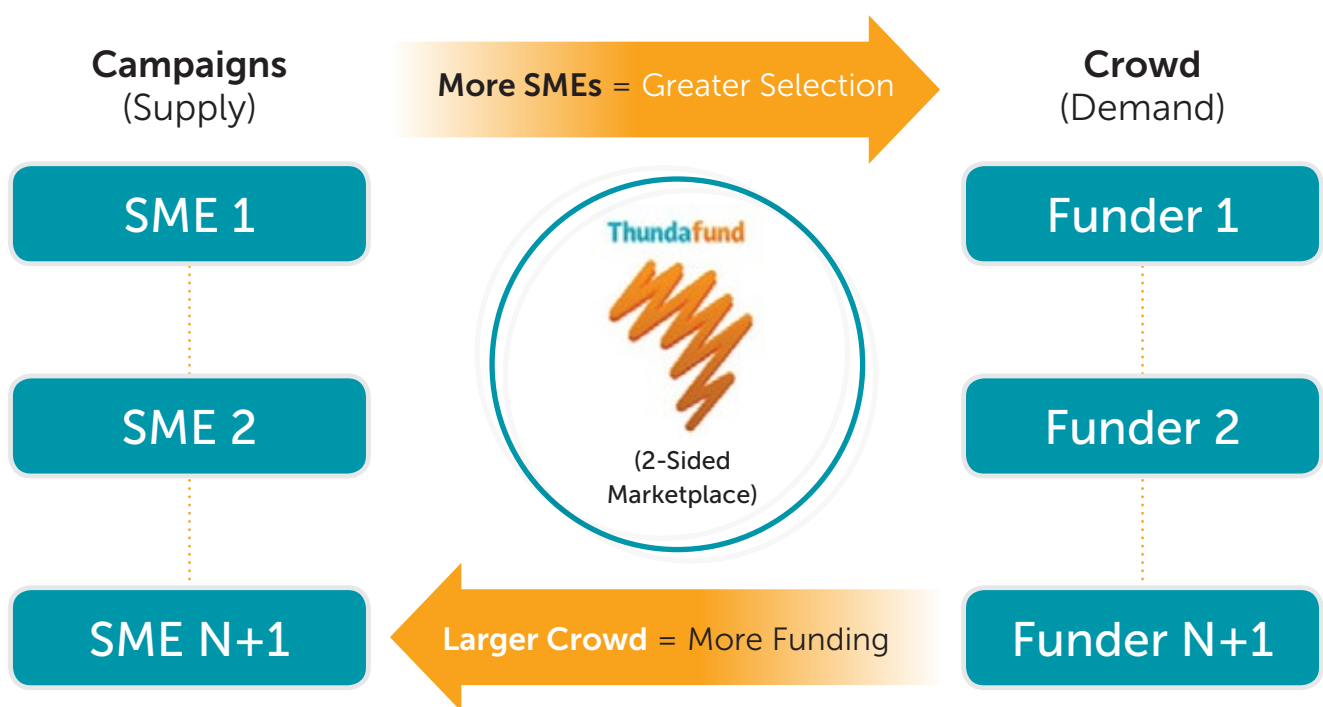 Campaigns
(Supply)
More SMEs = Greater Selection
Crowd
(Demand)
SME 1
Thundafund
Funder 1
SME 2
(2-Sided
Marketplace)
Funder 2
SME N+1
Larger Crowd = More Funding
Funder N+1